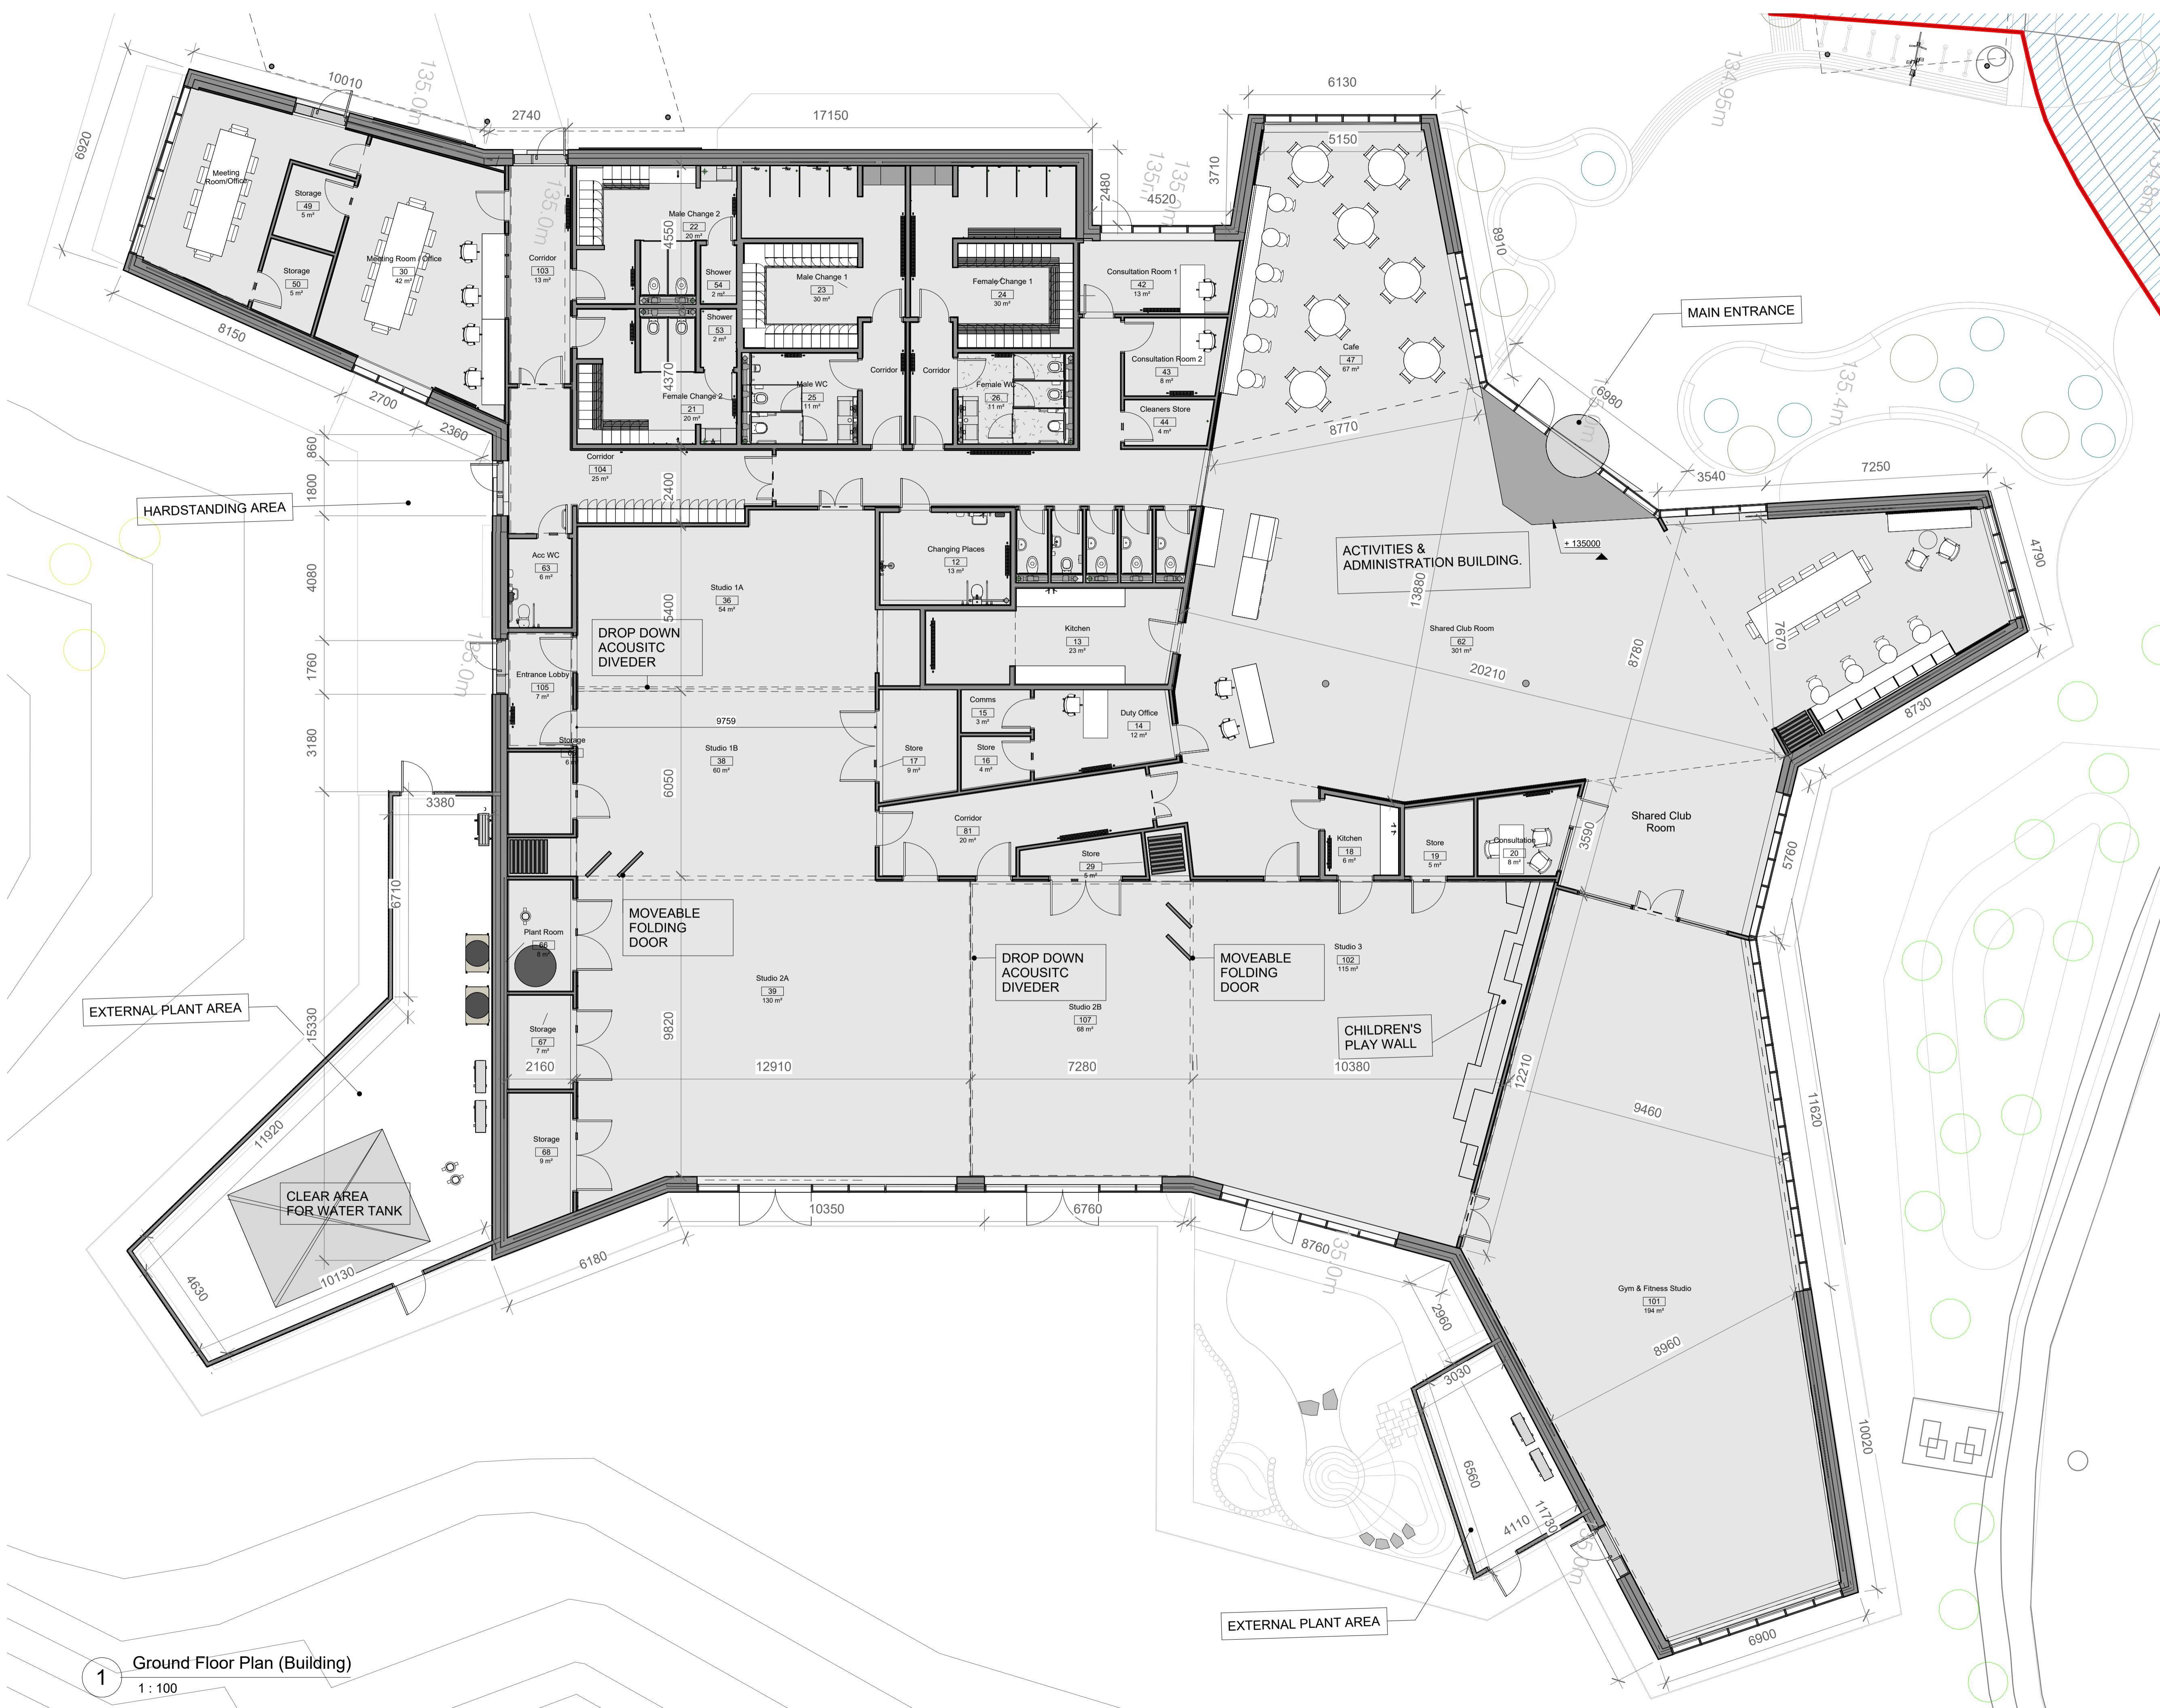 10010
6920
8150
2700
2360
2740
17150
2480
4520
3710
6130
5150
8910
6980
8770
3540
7250
4790
8730
7670
8780
13880
20210
135.0m
135.0m
135m
135.0m
134.95m
134.8m
135.4m
135.0m
Meeting
Room/Office
Storage
49
5 m²
Storage
50
5 m²
Meeting Room / Office
30
42 m²
Corridor
103
13 m²
Male Change 2
22
20 m²
4550
Shower
54
2 m²
Shower
53
2 m²
4370
Female Change 2
21
20 m²
Male Change 1
23
30 m²
Female Change 1
24
30 m²
Male WC
25
11 m²
Corridor
Corridor
Female WC
26
11 m²
Consultation Room 1
42
13 m²
Consultation Room 2
43
8 m²
Cleaners Store
44
4 m²
Cafe
47
67 m²
MAIN ENTRANCE
+ 135000
ACTIVITIES &
ADMINISTRATION BUILDING.
HARDSTANDING AREA
860
1800
4080
1760
3180
15330
Corridor
104
25 m²
2400
Acc WC
63
6 m²
Studio 1A
36
54 m²
5400
Changing Places
12
13 m²
Kitchen
13
23 m²
Shared Club Room
62
301 m²
DROP DOWN
ACOUSITC
DIVEDER
Entrance Lobby
105
7 m²
9759
Storage
6 m²
Studio 1B
38
60 m²
6050
Store
17
9 m²
Comms
15
3 m²
Store
16
4 m²
Duty Office
14
12 m²
Corridor
81
20 m²
Store
29
5 m²
Kitchen
18
6 m²
Store
19
5 m²
Consultation
20
8 m²
3590
Shared Club
Room
5760
3380
6710
MOVEABLE
FOLDING
DOOR
Plant Room
66
8 m²
DROP DOWN
ACOUSITC
DIVEDER
MOVEABLE
FOLDING
DOOR
Studio 3
102
115 m²
Studio 2A
39
130 m²
Studio 2B
107
68 m²
CHILDREN'S
PLAY WALL
EXTERNAL PLANT AREA
Storage
67
7 m²
9820
2160
12910
7280
10380
12210
9460
11620
11920
Storage
68
9 m²
CLEAR AREA
FOR WATER TANK
4630
10130
6180
10350
6760
8760
35.0m
2960
Gym & Fitness Studio
101
194 m²
8960
10020
3030
6560
4110
11730
6900
EXTERNAL PLANT AREA
1
Ground Floor Plan (Building)
1 : 100